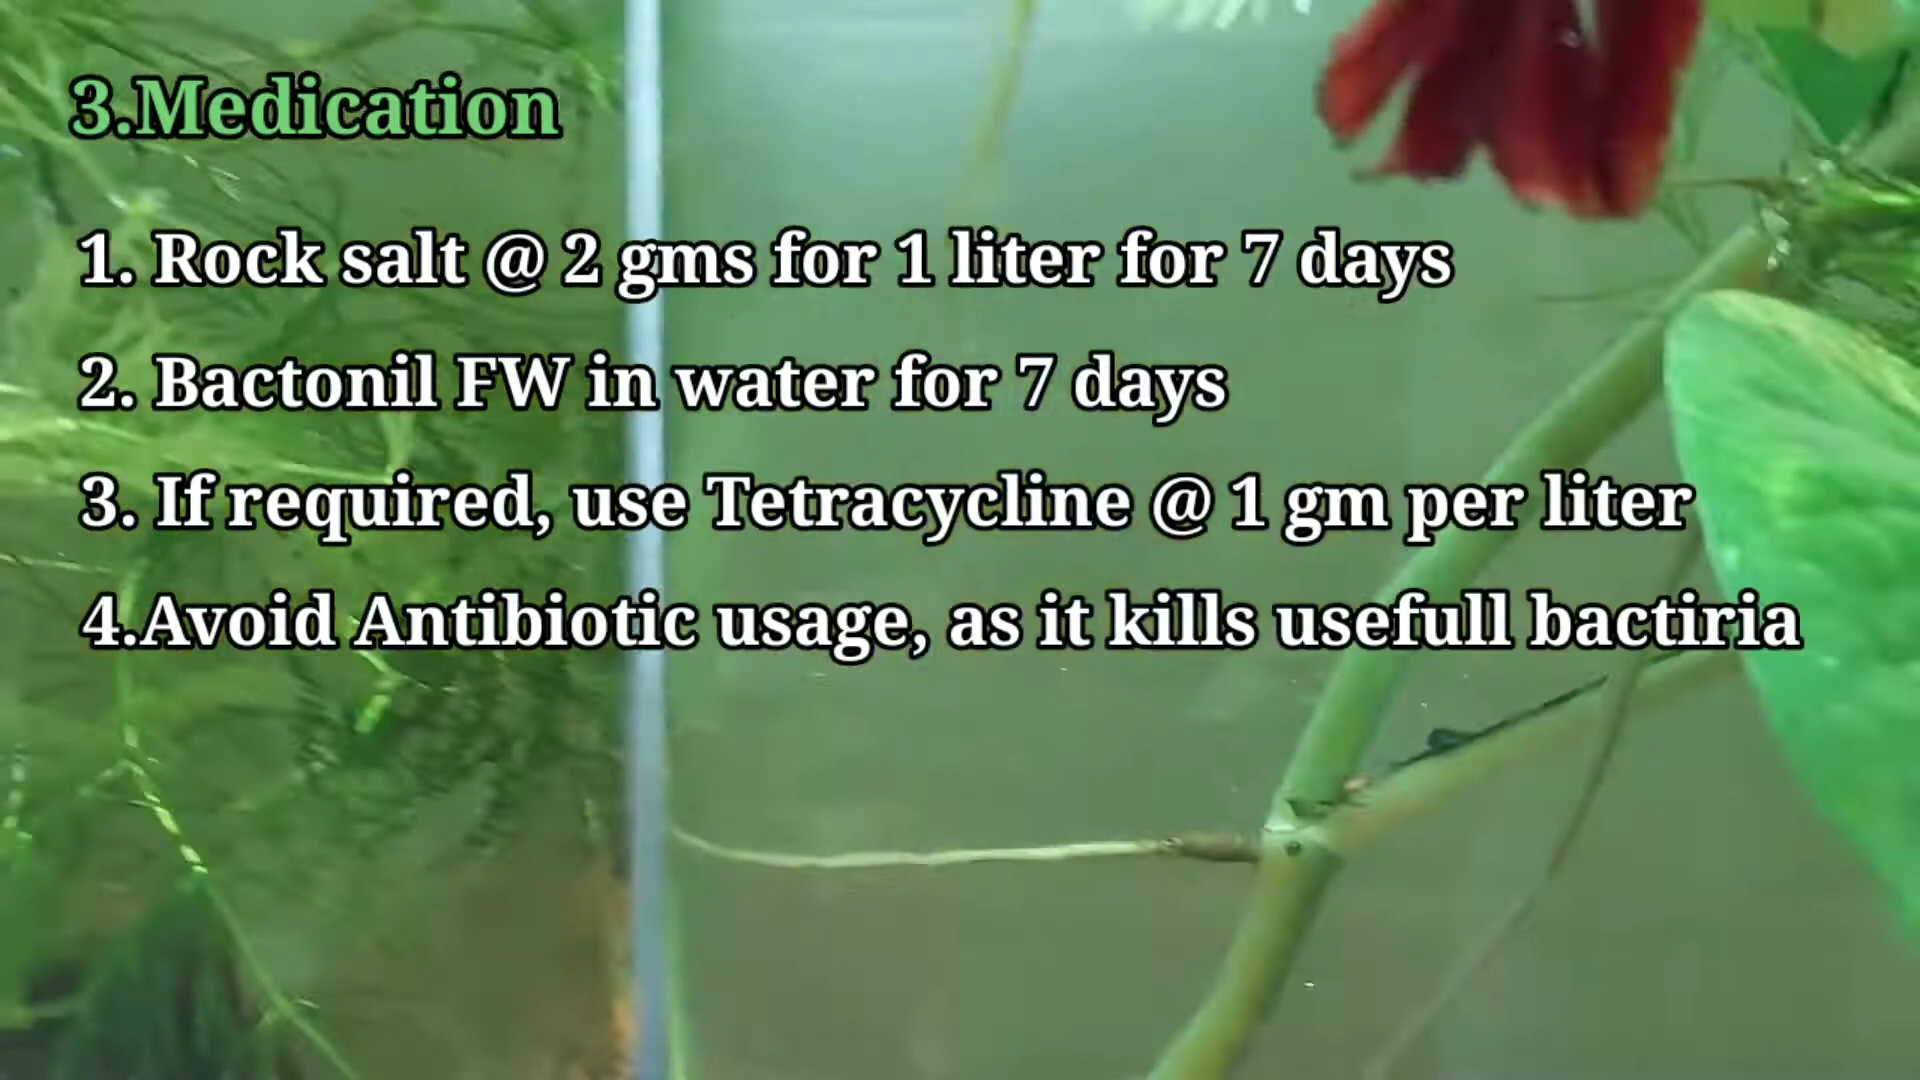 3.Medication
1. Rock salt @ 2 gms for 1 liter for 7 days
2. Bactonil FW in water for 7 days
3. If required, use Tetracycline @ 1 gm per liter
4.Avoid Antibiotic usage, as it kills usefull bactiria